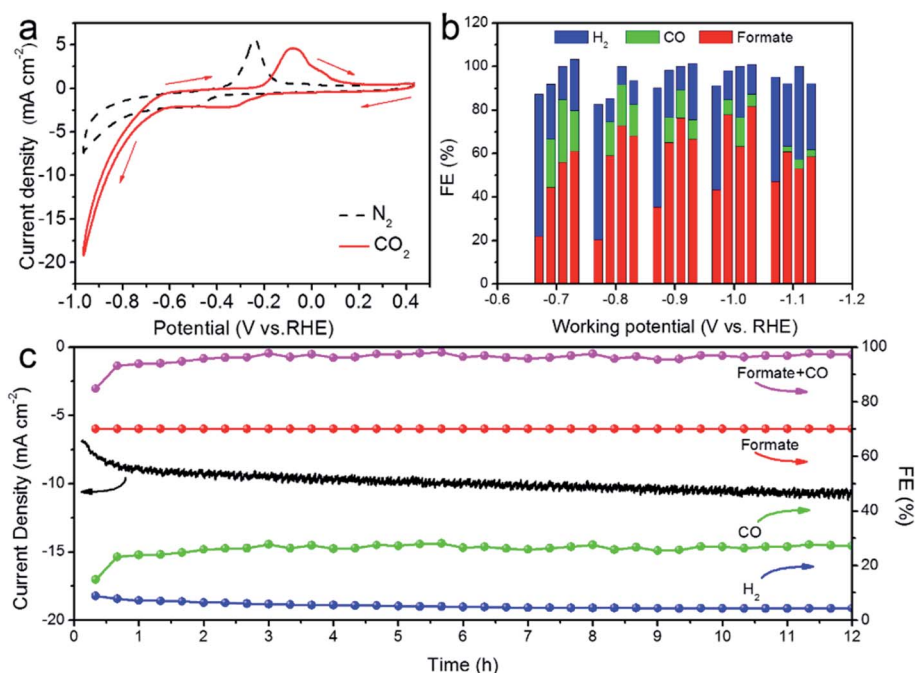 a
5
0
-5
-10
-15
-20
Current density (mA cm-2)
N2
CO2
-1.0 -0.8 -0.6 -0.4 -0.2 0.0 0.2 0.4
Potential (V vs.RHE)
b
120
100
80
60
40
20
0
FE (%)
H2 CO Formate
-0.6 -0.7 -0.8 -0.9 -1.0 -1.1 -1.2
Working potential (V vs. RHE)
c
0
-5
-10
-15
-20
Current Density (mA cm-2)
Formate+CO
Formate
CO
H2
100
80
60
40
20
0
FE (%)
0 1 2 3 4 5 6 7 8 9 10 11 12
Time (h)